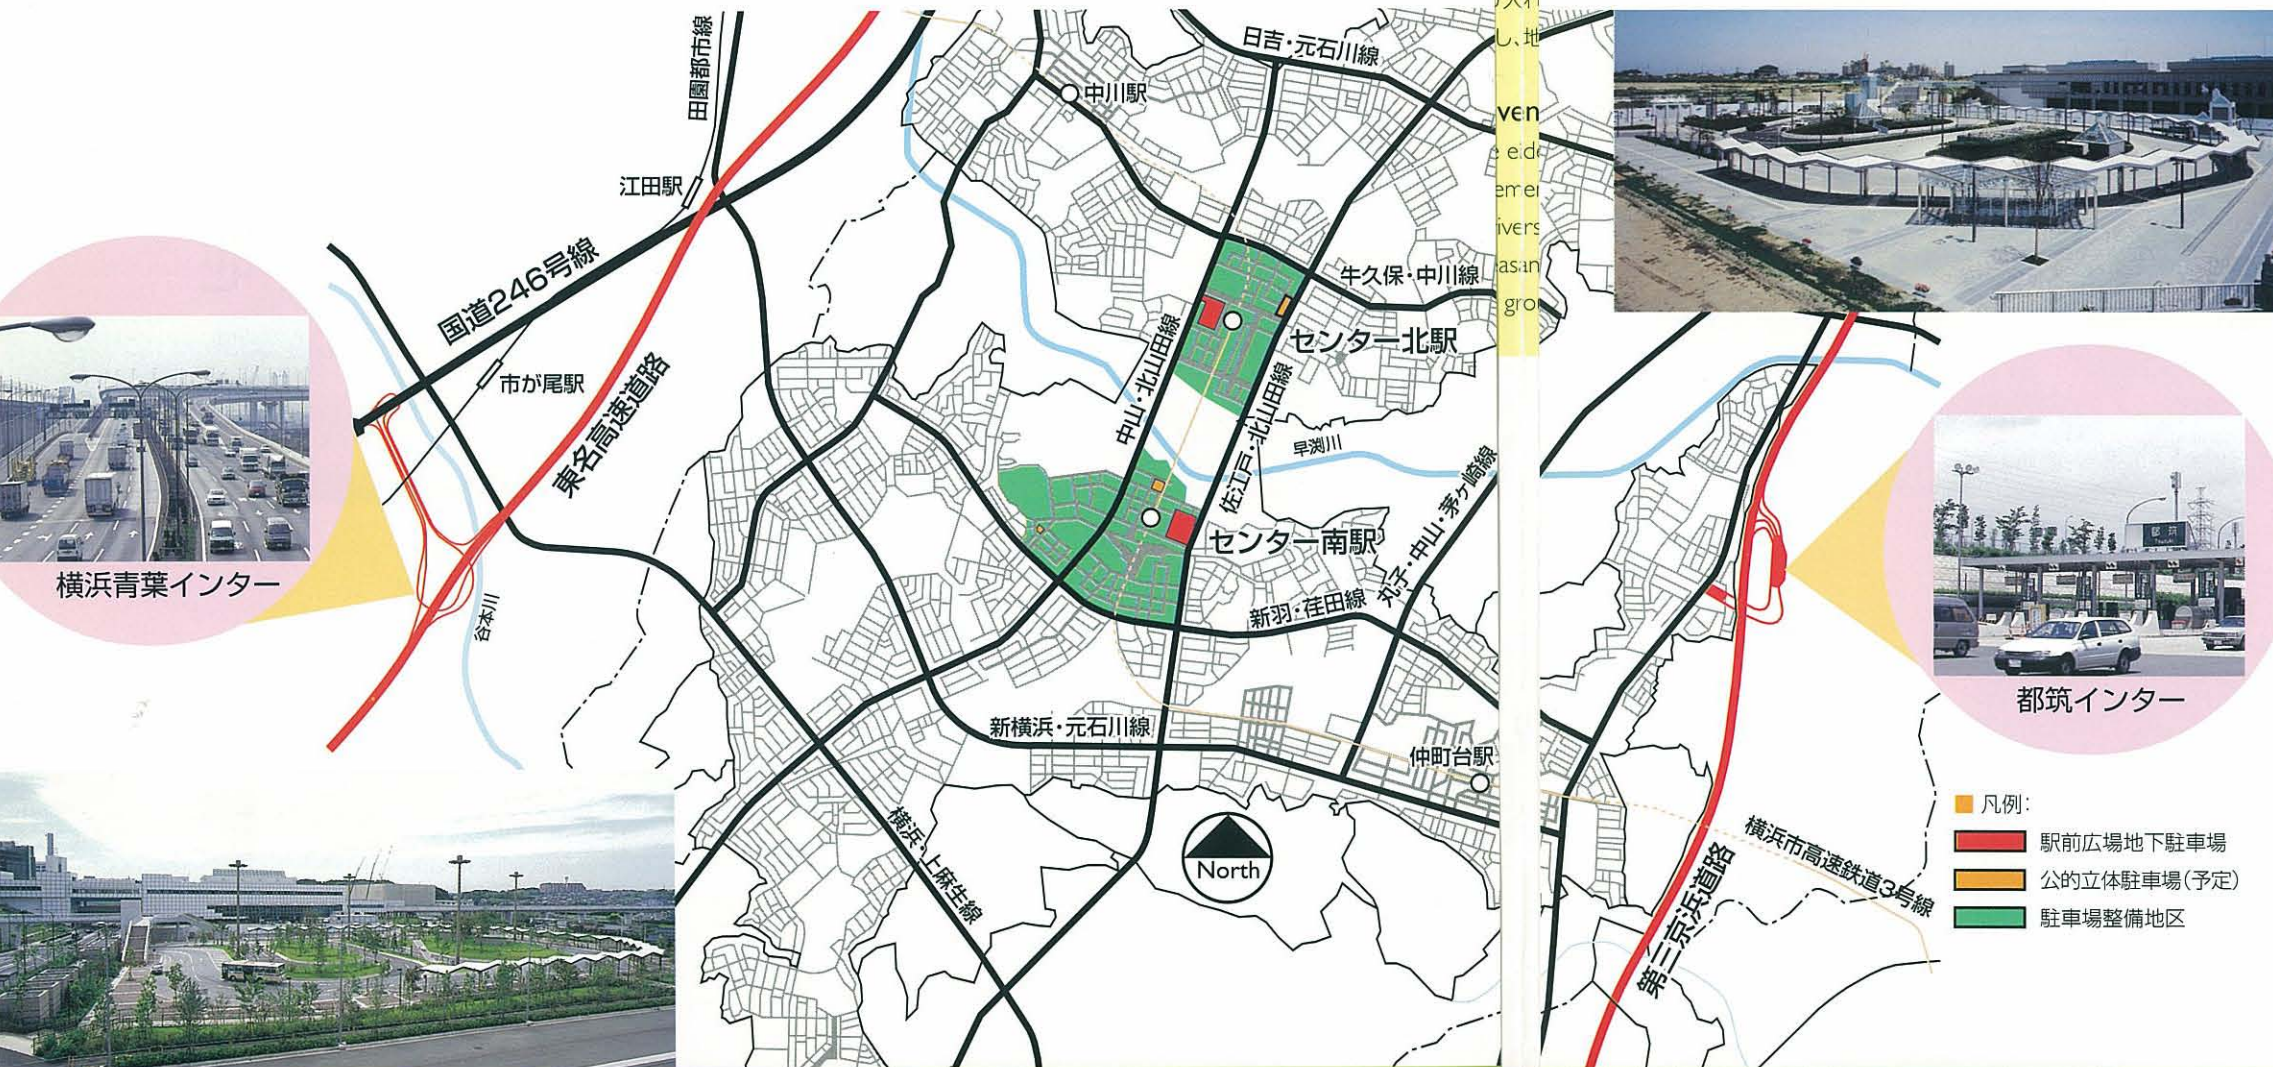 田園都市線
日吉・元石川線
し、地
中川駅
ven
江田駅
国道246号線
牛久保・中川線
asan
gro
センター北駅
市が尾駅
東名高速道路
中山・北山田線
佐江戸・北山田線
早渕川
丸子・中山・茅ヶ崎線
センター南駅
都筑
横浜青葉インター
谷本川
新羽・荏田線
都筑インター
新横浜・元石川線
仲町台駅
North
横浜・上麻生線
横浜市高速鉄道3号線
第三京浜道路
凡例:
駅前広場地下駐車場
公的立体駐車場(予定)
駐車場整備地区